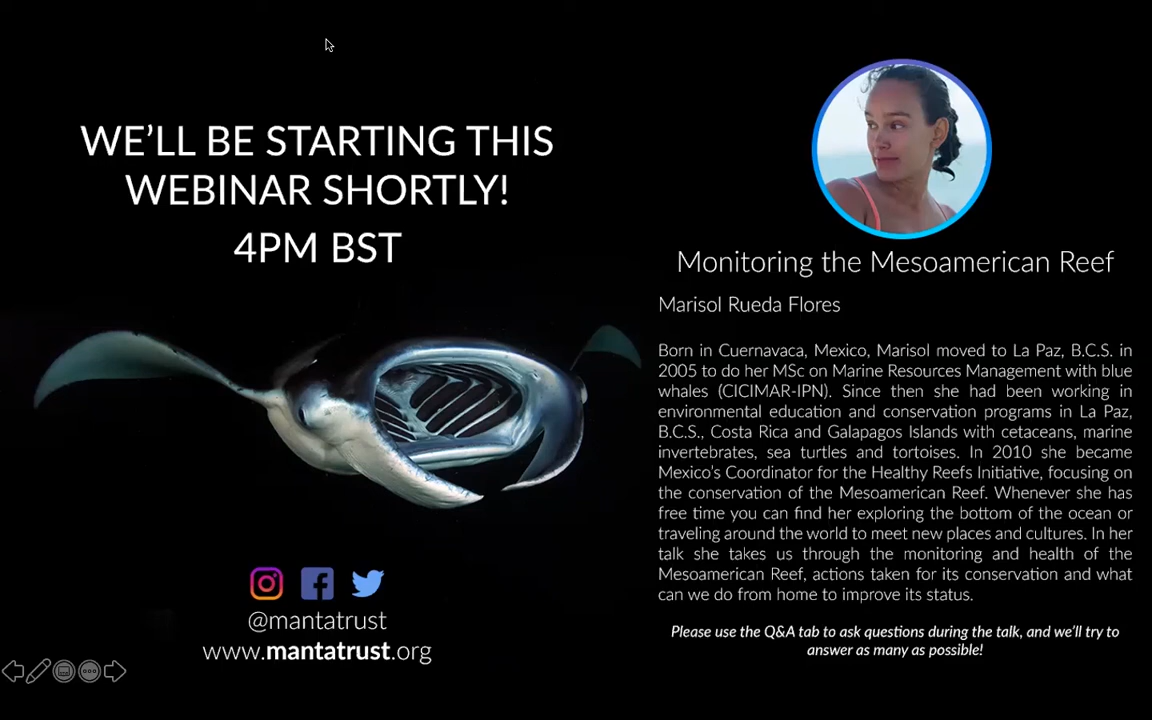 WE'LL BE STARTING THIS
WEBINAR SHORTLY!
4PM BST
@mantatrust
www.mantatrust.org
Monitoring the Mesoamerican Reef
Marisol Rueda Flores
Born in Cuernavaca, Mexico, Marisol moved to La Paz, B.C.S. in
2005 to do her MSc on Marine Resources Management with blue
whales (CICIMAR-IPN). Since then she had been working in
environmental education and conservation programs in La Paz,
B.C.S., Costa Rica and Galapagos Islands with cetaceans, marine
invertebrates, sea turtles and tortoises. In 2010 she became
Mexico's Coordinator for the Healthy Reefs Initiative, focusing on
the conservation of the Mesoamerican Reef. Whenever she has
free time you can find her exploring the bottom of the ocean or
traveling around the world to meet new places and cultures. In her
talk she takes us through the monitoring and health of the
Mesoamerican Reef, actions taken for its conservation and what
can we do from home to improve its status.
Please use the Q&A tab to ask questions during the talk, and we'll try to
answer as many as possible!